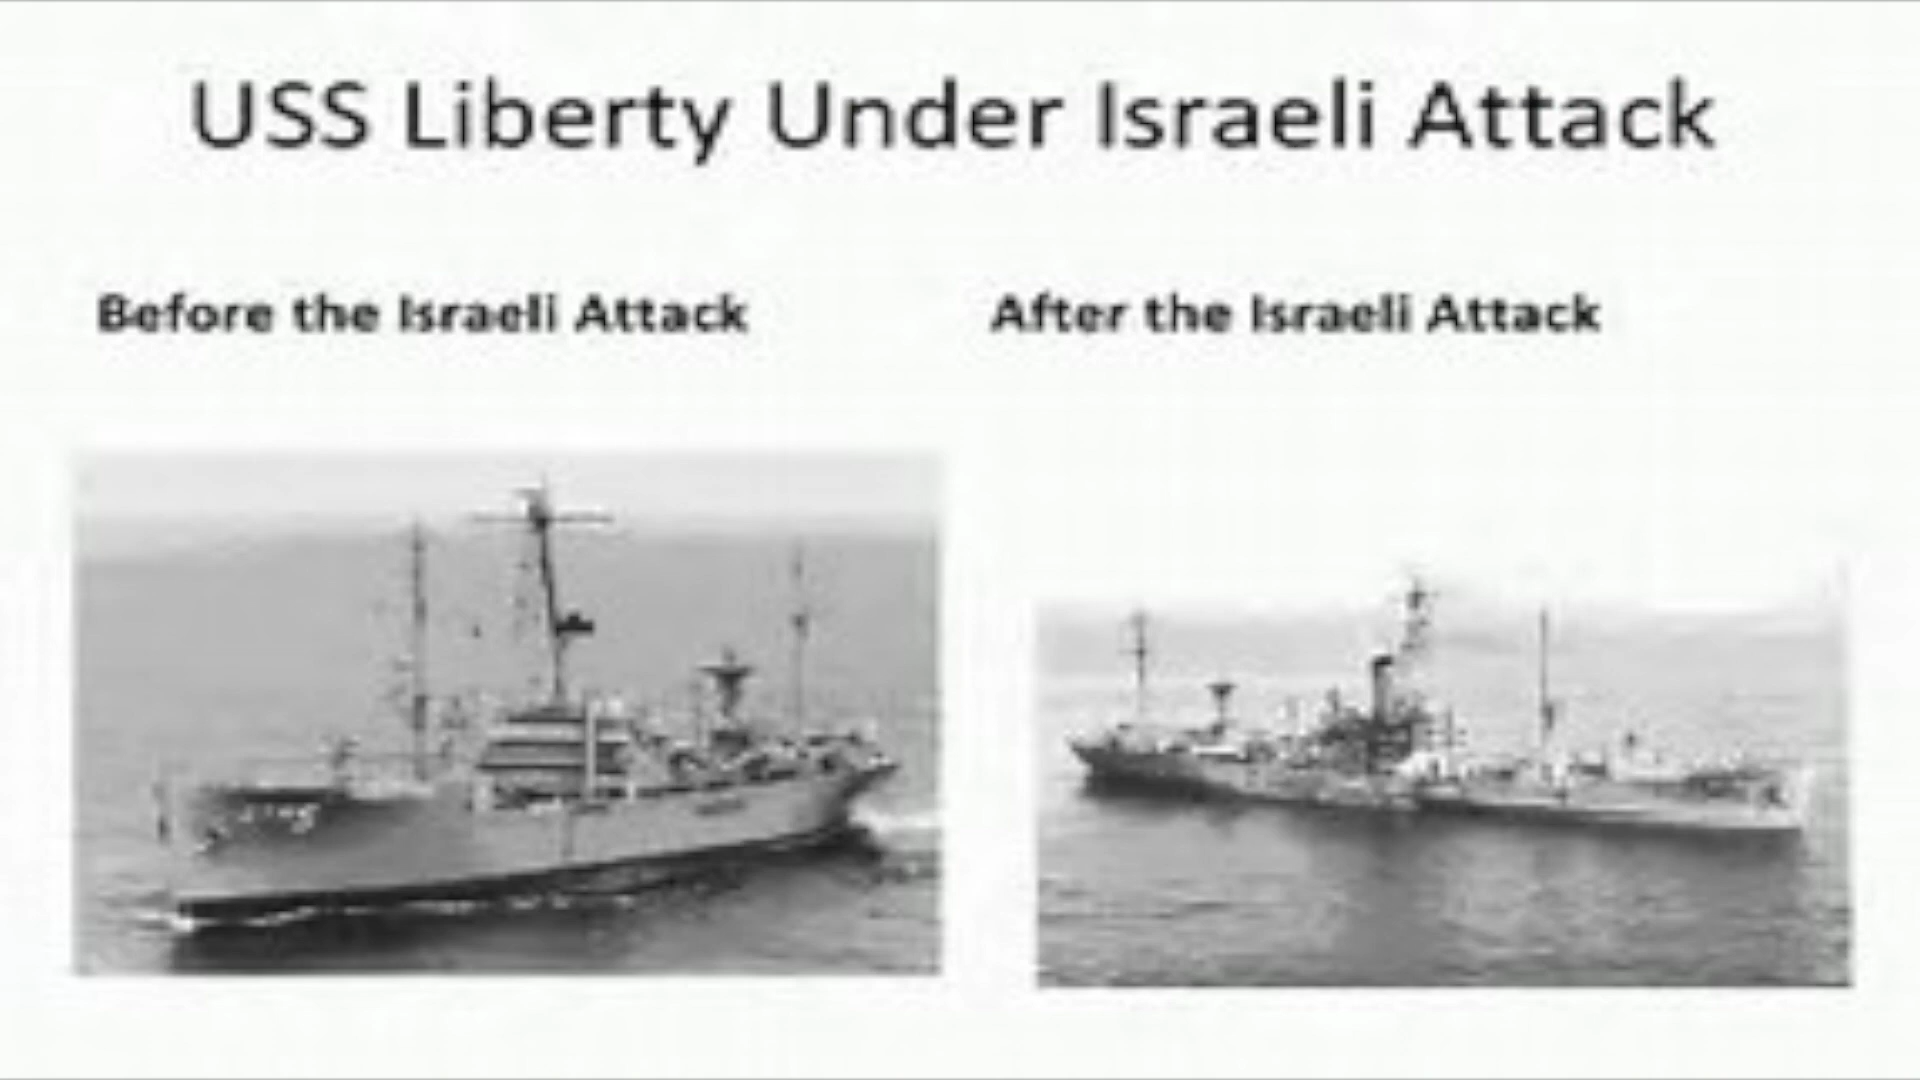 USS Liberty Under Israeli Attack
Before the Israeli Attack
After the Israeli Attack